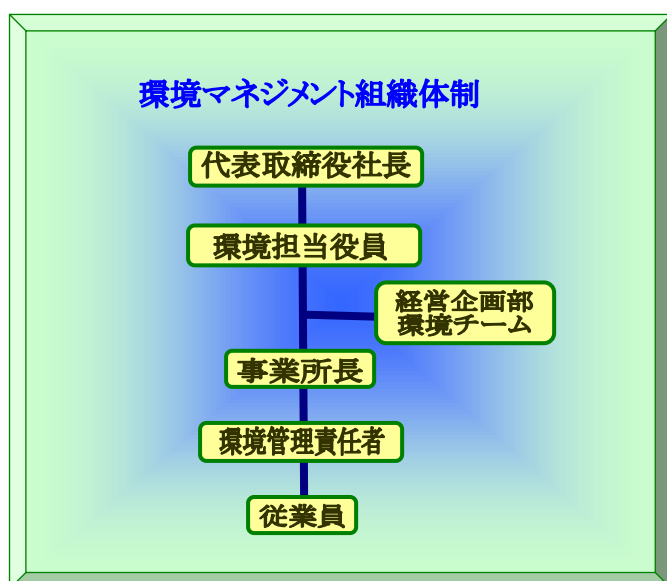 環境マネジメント組織体制
代表取締役社長
環境担当役員
経営企画部
環境チーム
事業所長
環境管理責任者
従業員